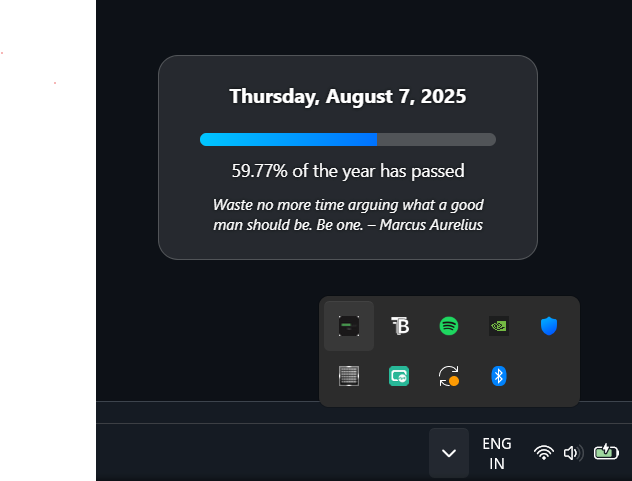 Thursday, August 7, 2025
59.77% of the year has passed
Waste no more time arguing what a good
man should be. Be one. – Marcus Aurelius
TB
ENG
IN